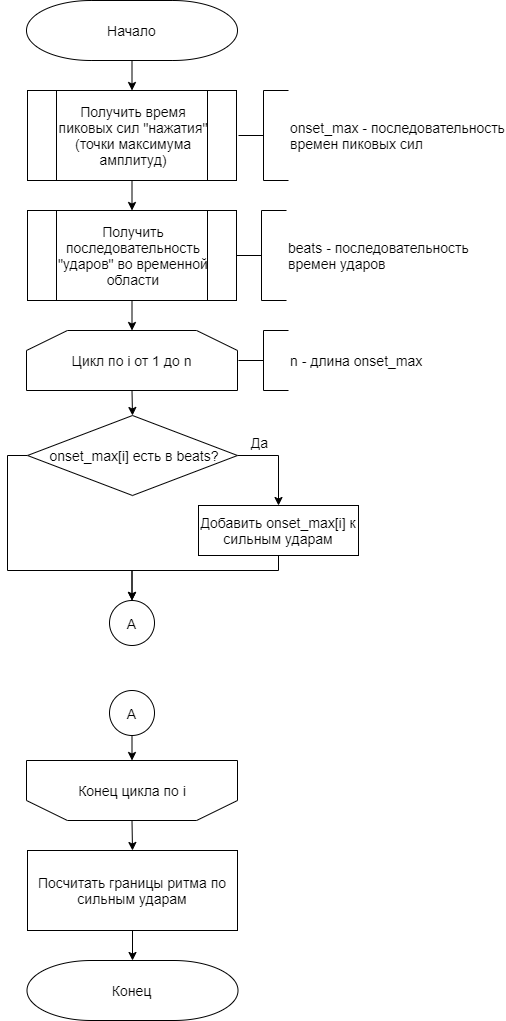 Начало
Получить время
пиковых сил "нажатия"
(точки максимума
амплитуд)
onset_max - последовательность
времен пиковых сил
Получить
последовательность
"ударов" во временной
области
beats - последовательность
времен ударов
Цикл по i от 1 до n
n - длина onset_max
onset_max[i] есть в beats?
Да
Добавить onset_max[i] к
сильным ударам
A
A
Конец цикла по i
Посчитать границы ритма по
сильным ударам
Конец